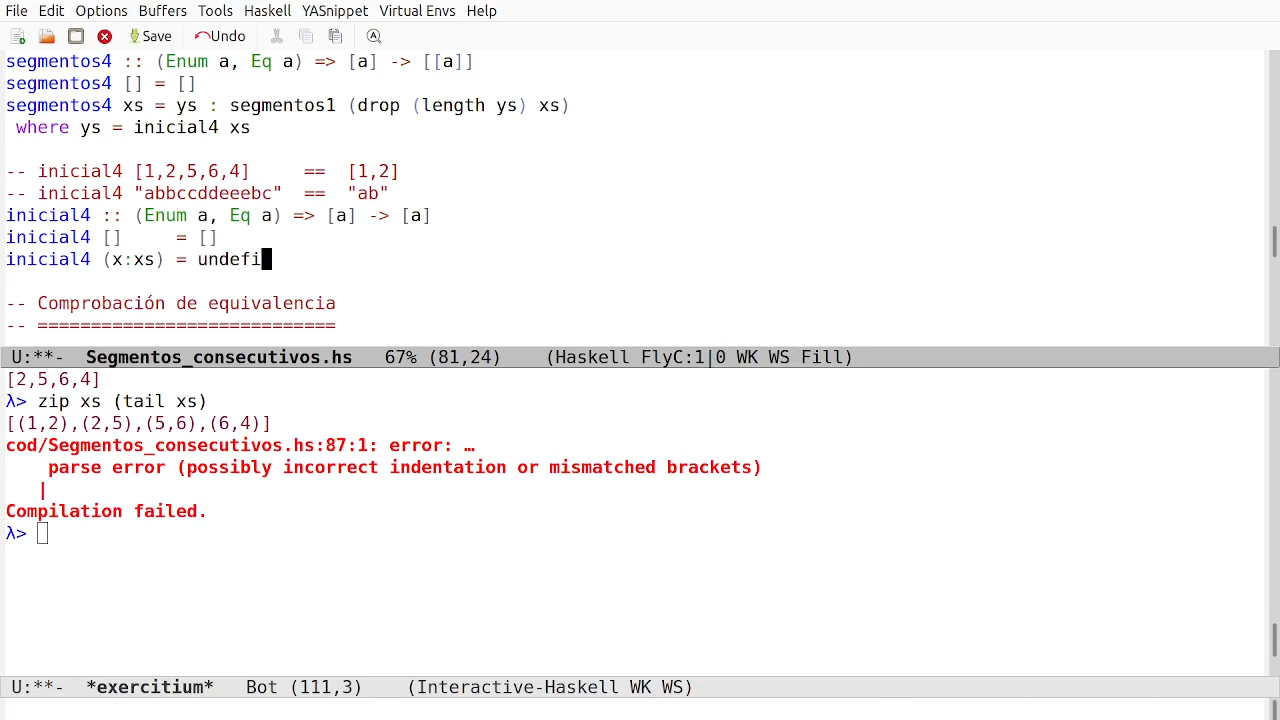 File Edit Options Buffers Tools Haskell YASnippet Virtual Envs Help
Save Undo
segmentos4 :: (Enum a, Eq a) => [a] -> [[a]]
segmentos4 [] = []
segmentos4 xs = ys : segmentos1 (drop (length ys) xs)
 where ys = inicial4 xs
-- inicial4 [1,2,5,6,4]     ==  [1,2]
-- inicial4 "abbccddeeebc"  ==  "ab"
inicial4 :: (Enum a, Eq a) => [a] -> [a]
inicial4 []     = []
inicial4 (x:xs) = undefi
-- Comprobación de equivalencia
-- ============================
U:**-  Segmentos_consecutivos.hs   67% (81,24)    (Haskell FlyC:1|0 WK WS Fill)
[2,5,6,4]
λ> zip xs (tail xs)
[(1,2),(2,5),(5,6),(6,4)]
cod/Segmentos_consecutivos.hs:87:1: error: …
    parse error (possibly incorrect indentation or mismatched brackets)
   |
Compilation failed.
λ>
U:**-  *exercitium*   Bot (111,3)    (Interactive-Haskell WK WS)